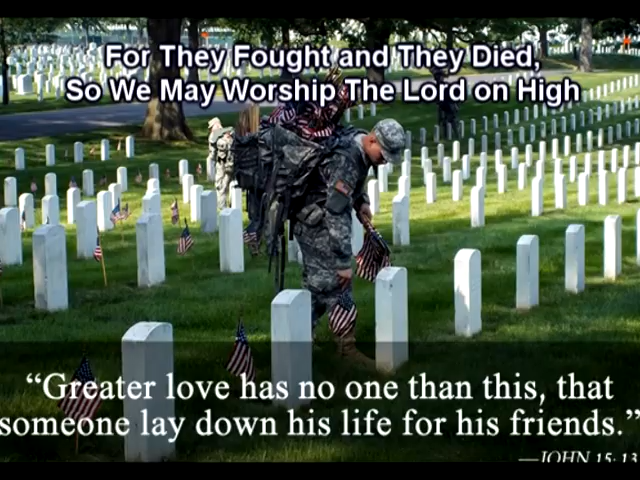 For They Fought and They Died,
So We May Worship The Lord on High
“Greater love has no one than this, that
someone lay down his life for his friends.”
—JOHN 15:13